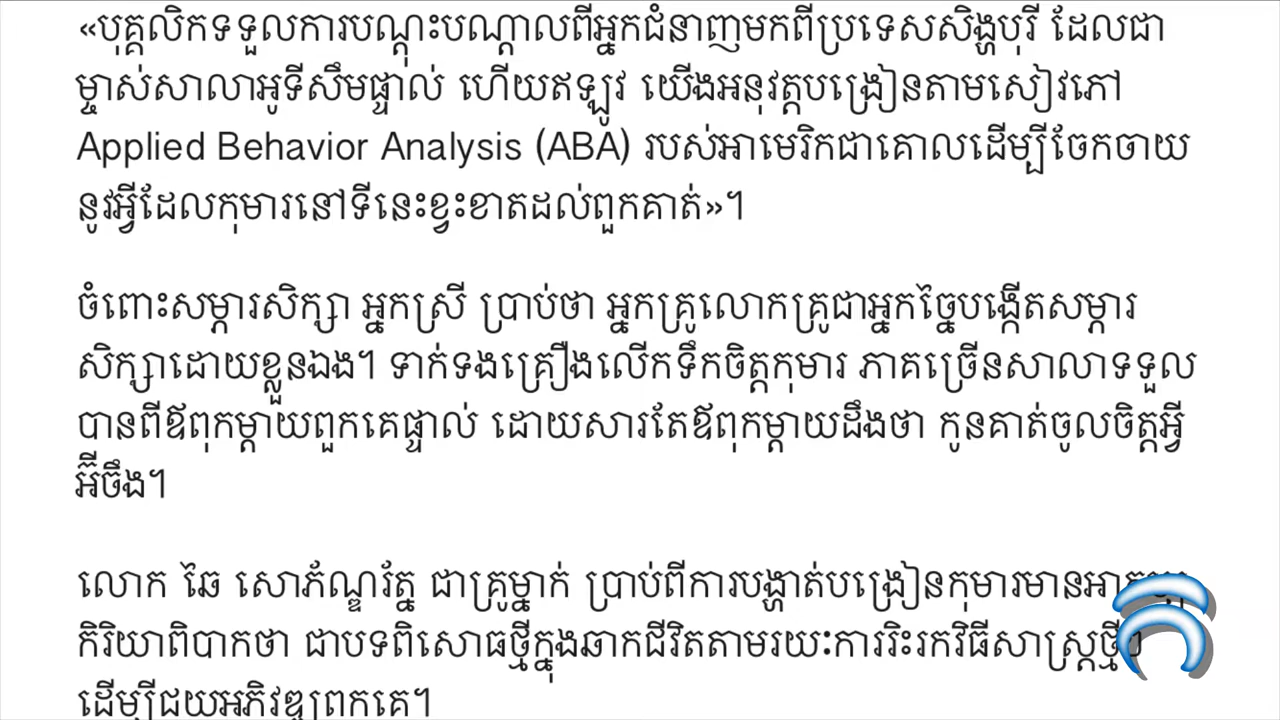 «បុគ្គលិកទទួលការបណ្តុះបណ្តាលពីអ្នកជំនាញមកពីប្រទេសសិង្ហបុរី ដែលជា
ម្ចាស់សាលាអូទីសឹមផ្ទាល់ ហើយឥឡូវ យើងអនុវត្តបង្រៀនតាមសៀវភៅ
Applied Behavior Analysis (ABA) របស់អាមេរិកជាគោលដើម្បីចែកចាយ
នូវអ្វីដែលកុមារនៅទីនេះខ្វះខាតដល់ពួកគាត់»។
ចំពោះសម្ភារសិក្សា អ្នកស្រី ប្រាប់ថា អ្នកគ្រូលោកគ្រូជាអ្នកច្នៃបង្កើតសម្ភារ
សិក្សាដោយខ្លួនឯង។ ទាក់ទងគ្រឿងលើកទឹកចិត្តកុមារ ភាគច្រើនសាលាទទួល
បានពីឪពុកម្តាយពួកគេផ្ទាល់ ដោយសារតែឪពុកម្តាយដឹងថា កូនគាត់ចូលចិត្តអ្វី
អ៊ីចឹង។
លោក ឆៃ សោភ័ណ្ឌរ័ត្ន ជាគ្រូម្នាក់ ប្រាប់ពីការបង្ហាត់បង្រៀនកុមារមាន
កិរិយាពិបាកថា ជាបទពិសោធថ្មីក្នុងឆាកជីវិតតាមរយៈការរិះរកវិធីសាស្ត្រថ្មី
ដើម្បីជួយអភិវឌ្ឍពួកគេ។